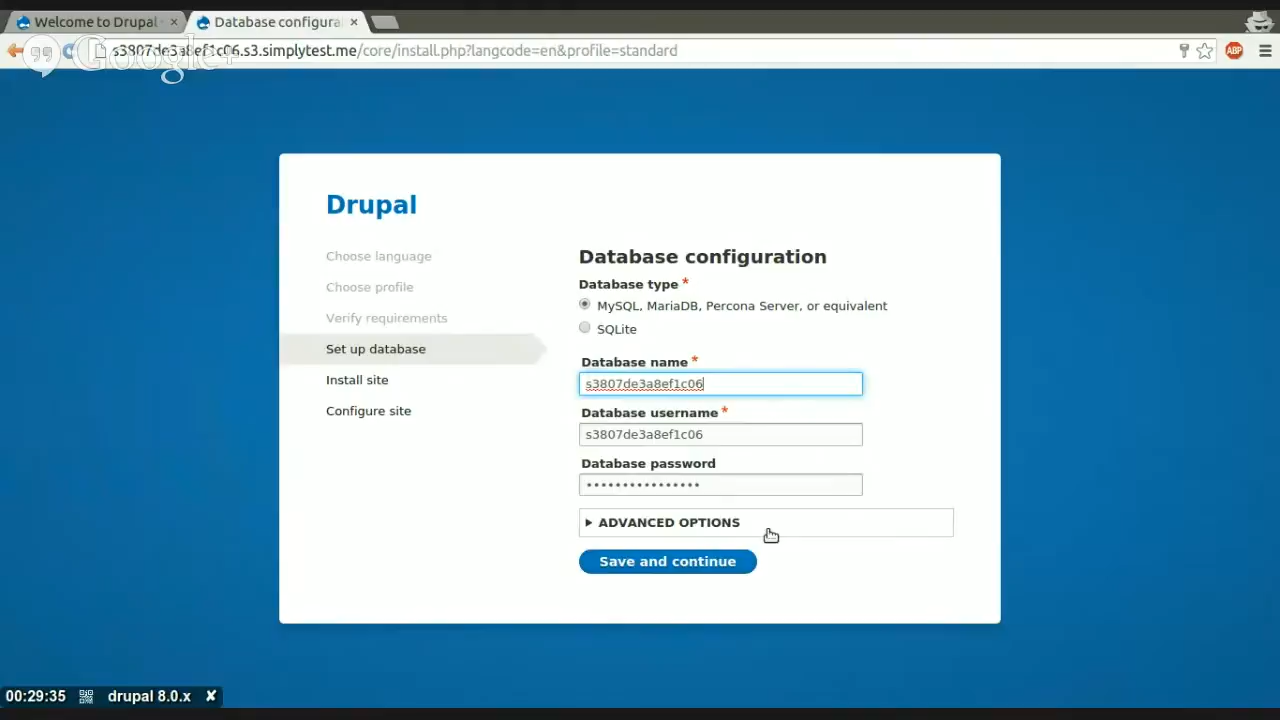 Welcome to Drupal
Database configura
s3807de3a8ef1c06.s3.simplytest.me/core/install.php?langcode=en&profile=standard
ABP
Google+
Drupal
Choose language
Choose profile
Verify requirements
Set up database
Install site
Configure site
Database configuration
Database type *
MySQL, MariaDB, Percona Server, or equivalent
SQLite
Database name *
s3807de3a8ef1c06
Database username *
s3807de3a8ef1c06
Database password
••••••••••••••••
ADVANCED OPTIONS
Save and continue
00:29:35 drupal 8.0.x ✘